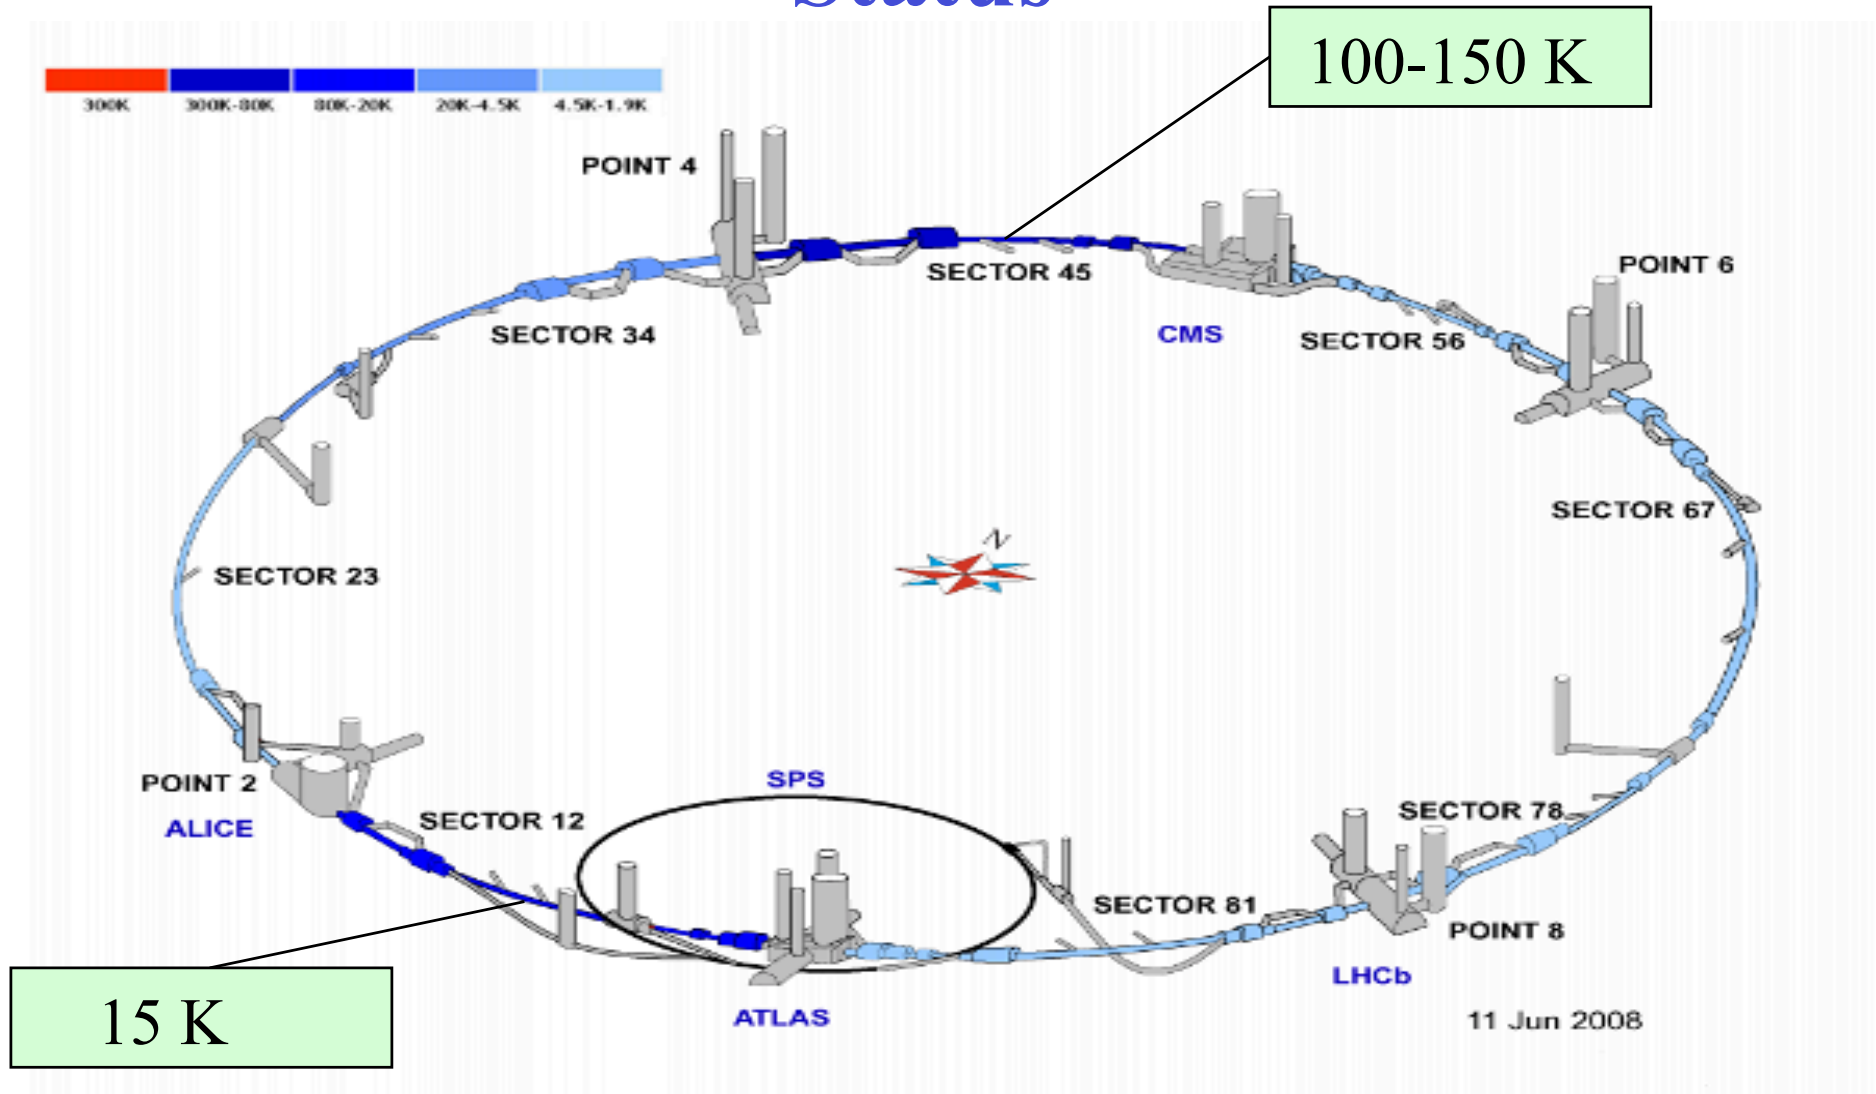 Status
100-150 K
300K 300K-80K 80K-20K 20K-4.5K 4.5K-1.9K
POINT 4
POINT 6
SECTOR 45
SECTOR 34
CMS
SECTOR 56
SECTOR 67
N
SECTOR 23
POINT 2
SPS
SECTOR 78
ALICE
SECTOR 12
SECTOR 81
POINT 8
LHCb
ATLAS
11 Jun 2008
15 K